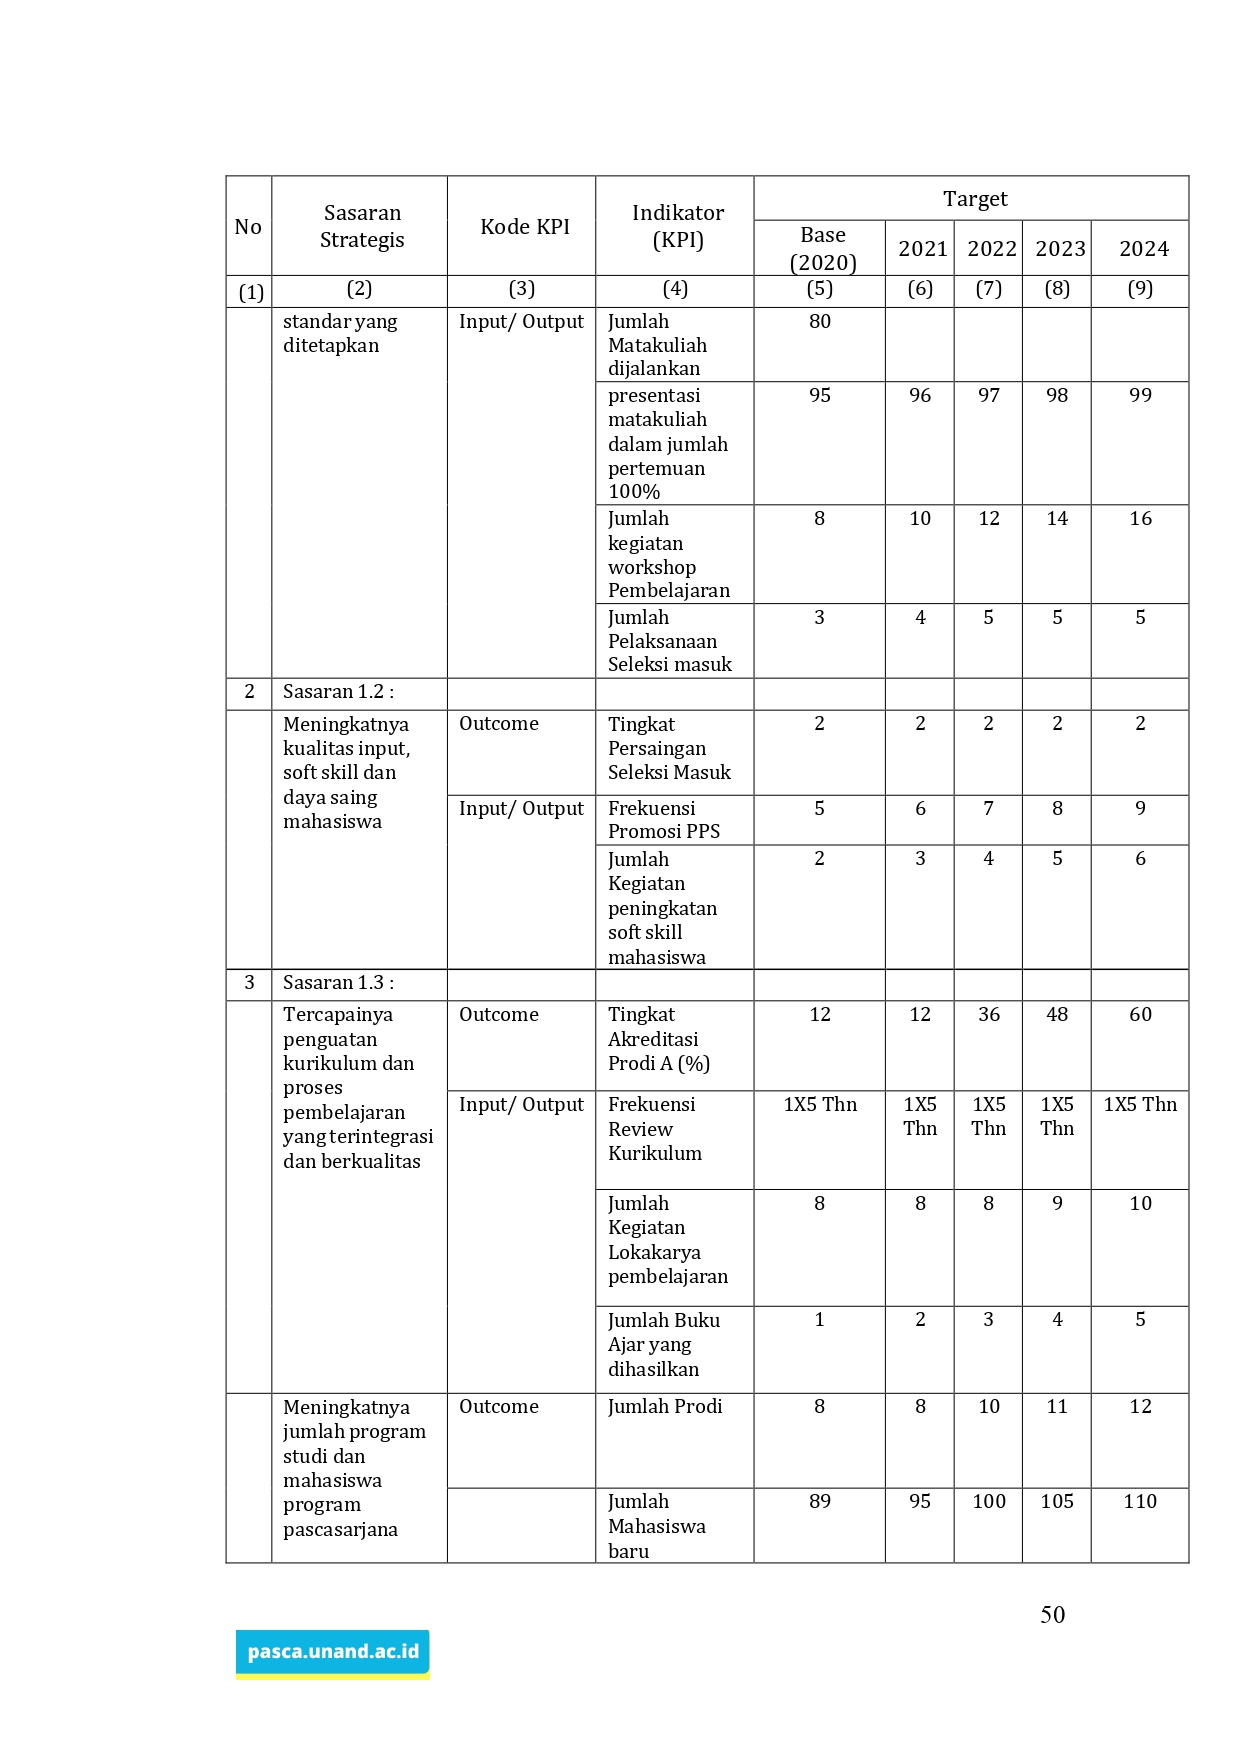 No
Sasaran
Strategis
Kode KPI
Indikator
(KPI)
Target
Base
(2020)
2021
2022
2023
2024
(1)
(2)
(3)
(4)
(5)
(6)
(7)
(8)
(9)
standar yang
ditetapkan
Input/ Output
Jumlah
Matakuliah
dijalankan
80
presentasi
matakuliah
dalam jumlah
pertemuan
100%
95
96
97
98
99
Jumlah
kegiatan
workshop
Pembelajaran
8
10
12
14
16
Jumlah
Pelaksanaan
Seleksi masuk
3
4
5
5
5
2
Sasaran 1.2 :
Meningkatnya
kualitas input,
soft skill dan
daya saing
mahasiswa
Outcome
Tingkat
Persaingan
Seleksi Masuk
2
2
2
2
2
Input/ Output
Frekuensi
Promosi PPS
5
6
7
8
9
Jumlah
Kegiatan
peningkatan
soft skill
mahasiswa
2
3
4
5
6
3
Sasaran 1.3 :
Tercapainya
penguatan
kurikulum dan
proses
pembelajaran
yang terintegrasi
dan berkualitas
Outcome
Tingkat
Akreditasi
Prodi A (%)
12
12
36
48
60
Input/ Output
Frekuensi
Review
Kurikulum
1X5 Thn
1X5
Thn
1X5
Thn
1X5
Thn
1X5 Thn
Jumlah
Kegiatan
Lokakarya
pembelajaran
8
8
8
9
10
Jumlah Buku
Ajar yang
dihasilkan
1
2
3
4
5
Meningkatnya
jumlah program
studi dan
mahasiswa
program
pascasarjana
Outcome
Jumlah Prodi
8
8
10
11
12
Jumlah
Mahasiswa
baru
89
95
100
105
110
50
pasca.unand.ac.id